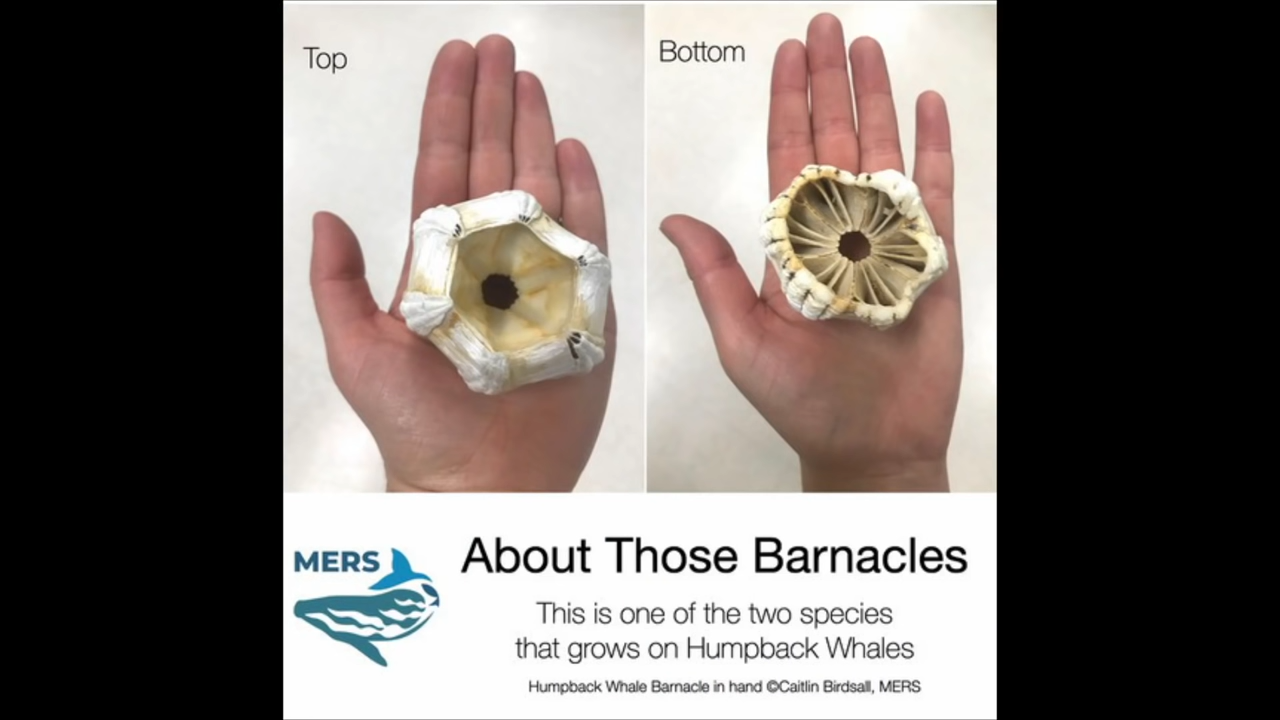 Top
Bottom
MERS
About Those Barnacles
This is one of the two species
that grows on Humpback Whales
Humpback Whale Barnacle in hand ©Caitlin Birdsall, MERS